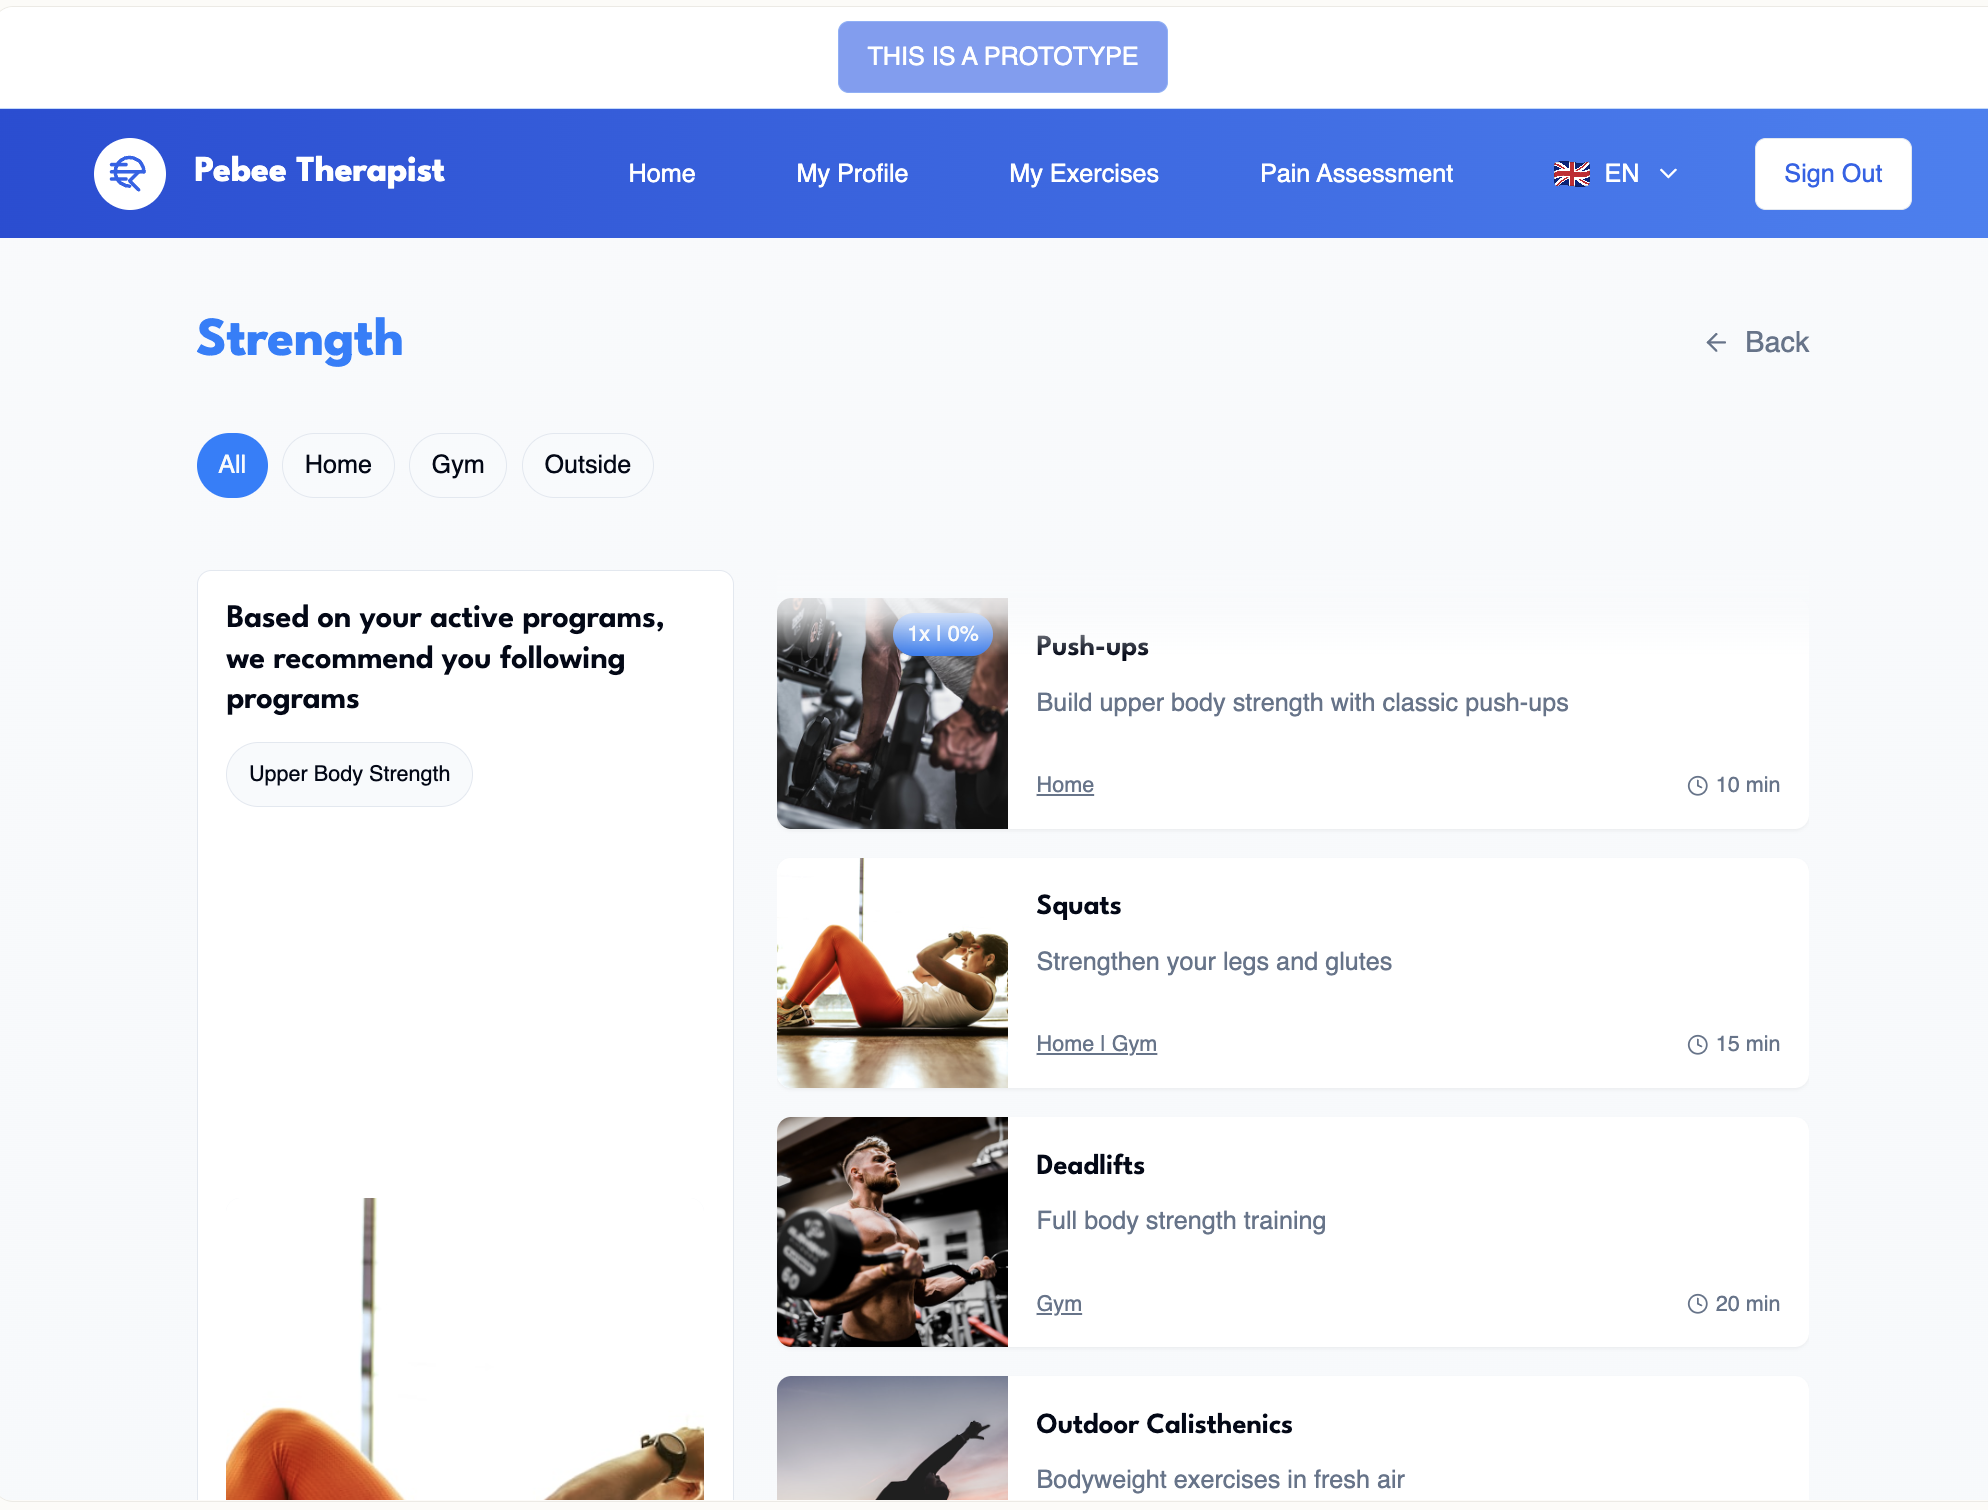 THIS IS A PROTOTYPE
Pebee Therapist
Home
My Profile
My Exercises
Pain Assessment
EN
Sign Out
Strength
Back
All
Home
Gym
Outside
Based on your active programs,
we recommend you following
programs
Upper Body Strength
1x | 0%
Push-ups
Build upper body strength with classic push-ups
Home
10 min
Squats
Strengthen your legs and glutes
Home | Gym
15 min
Deadlifts
Full body strength training
Gym
20 min
Outdoor Calisthenics
Bodyweight exercises in fresh air